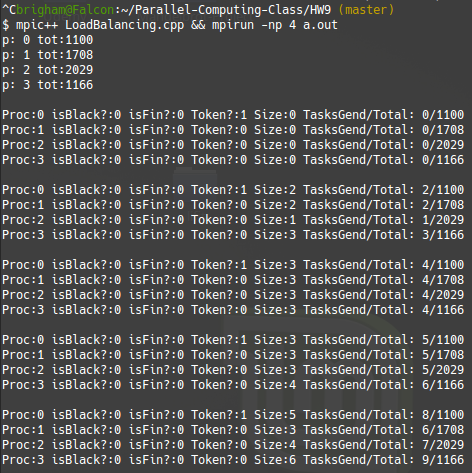 ^Cbrigham@Falcon:~/Parallel-Computing-Class/HW9 (master)
$ mpic++ LoadBalancing.cpp && mpirun -np 4 a.out
p: 0 tot:1100
p: 1 tot:1708
p: 2 tot:2029
p: 3 tot:1166
Proc:0 isBlack?:0 isFin?:0 Token?:1 Size:0 TasksGend/Total: 0/1100
Proc:1 isBlack?:0 isFin?:0 Token?:0 Size:0 TasksGend/Total: 0/1708
Proc:2 isBlack?:0 isFin?:0 Token?:0 Size:0 TasksGend/Total: 0/2029
Proc:3 isBlack?:0 isFin?:0 Token?:0 Size:0 TasksGend/Total: 0/1166
Proc:0 isBlack?:0 isFin?:0 Token?:1 Size:2 TasksGend/Total: 2/1100
Proc:1 isBlack?:0 isFin?:0 Token?:0 Size:2 TasksGend/Total: 2/1708
Proc:2 isBlack?:0 isFin?:0 Token?:0 Size:1 TasksGend/Total: 1/2029
Proc:3 isBlack?:0 isFin?:0 Token?:0 Size:3 TasksGend/Total: 3/1166
Proc:0 isBlack?:0 isFin?:0 Token?:1 Size:3 TasksGend/Total: 4/1100
Proc:1 isBlack?:0 isFin?:0 Token?:0 Size:3 TasksGend/Total: 4/1708
Proc:2 isBlack?:0 isFin?:0 Token?:0 Size:3 TasksGend/Total: 4/2029
Proc:3 isBlack?:0 isFin?:0 Token?:0 Size:3 TasksGend/Total: 4/1166
Proc:0 isBlack?:0 isFin?:0 Token?:1 Size:3 TasksGend/Total: 5/1100
Proc:1 isBlack?:0 isFin?:0 Token?:0 Size:3 TasksGend/Total: 5/1708
Proc:2 isBlack?:0 isFin?:0 Token?:0 Size:3 TasksGend/Total: 5/2029
Proc:3 isBlack?:0 isFin?:0 Token?:0 Size:4 TasksGend/Total: 6/1166
Proc:0 isBlack?:0 isFin?:0 Token?:1 Size:5 TasksGend/Total: 8/1100
Proc:1 isBlack?:0 isFin?:0 Token?:0 Size:3 TasksGend/Total: 6/1708
Proc:2 isBlack?:0 isFin?:0 Token?:0 Size:4 TasksGend/Total: 7/2029
Proc:3 isBlack?:0 isFin?:0 Token?:0 Size:6 TasksGend/Total: 9/1166